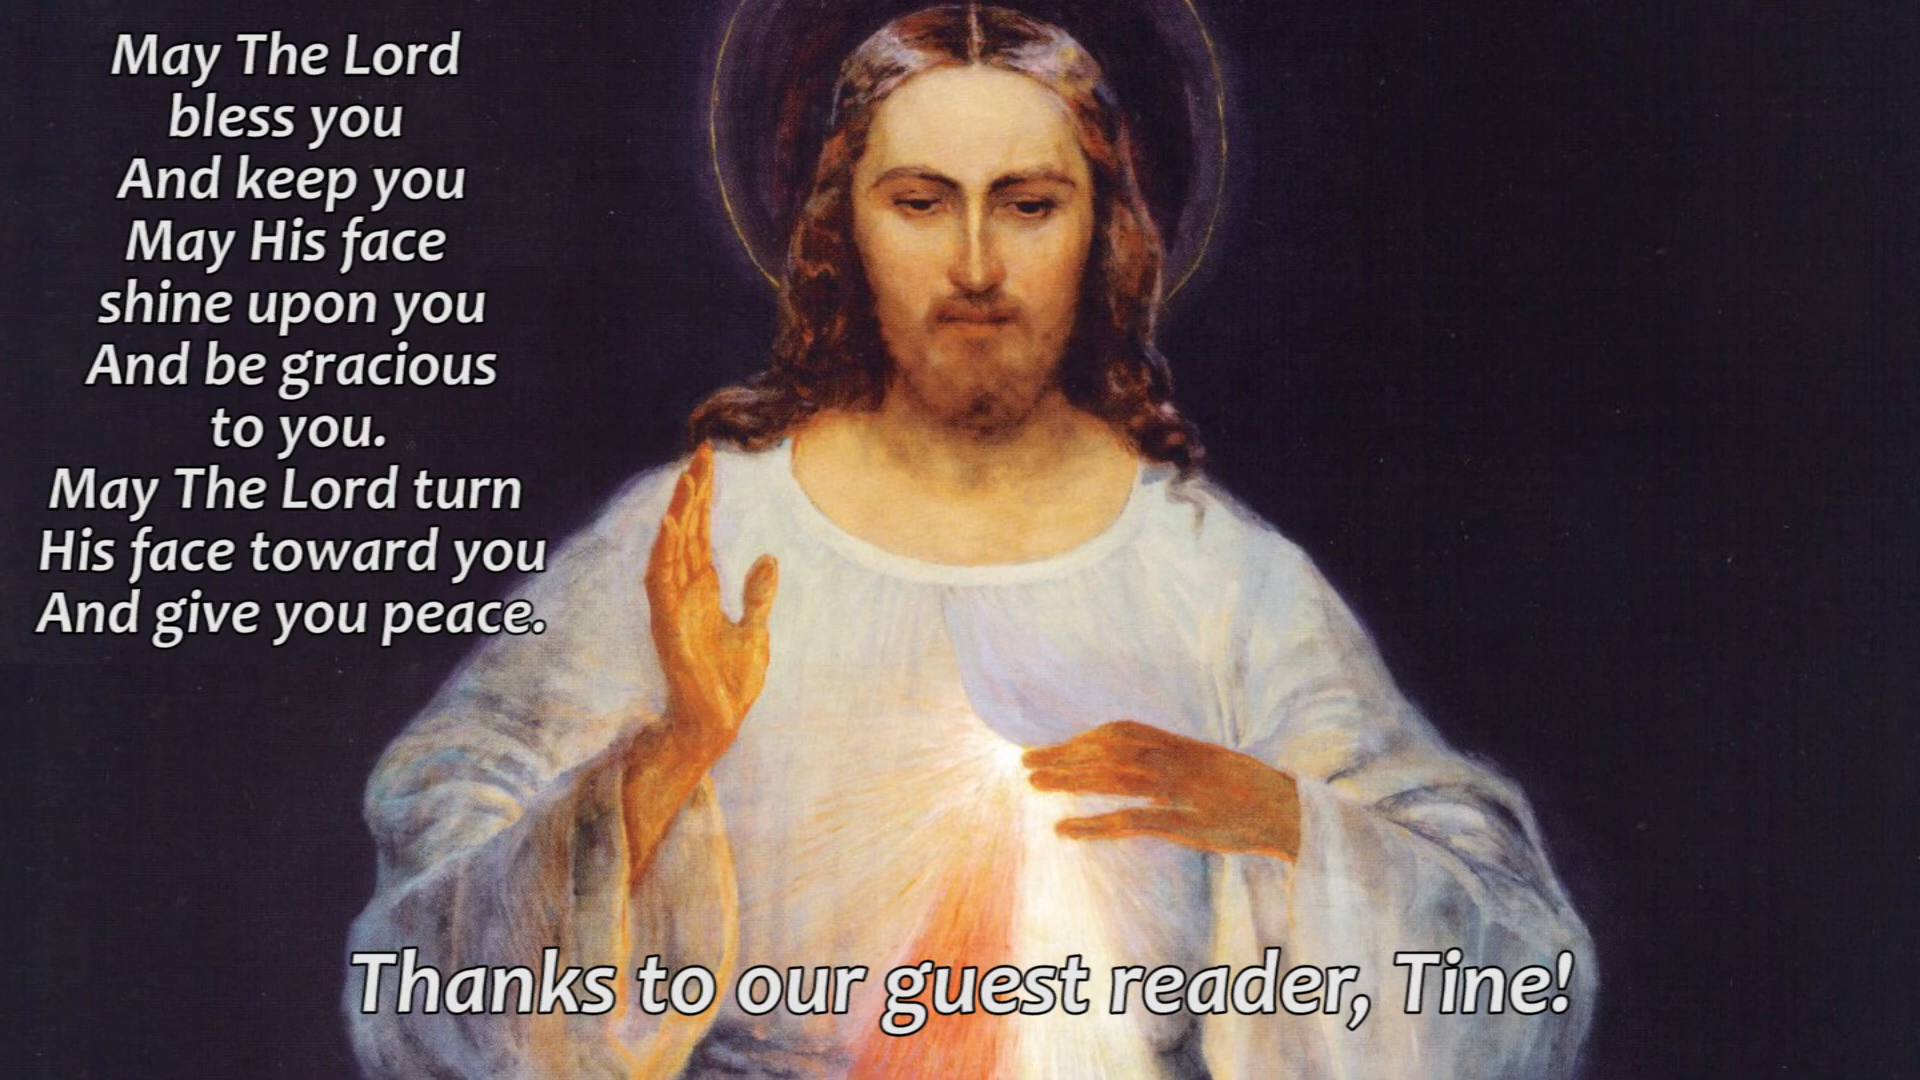 May The Lord
bless you
And keep you
May His face
shine upon you
And be gracious
to you.
May The Lord turn
His face toward you
And give you peace.
Thanks to our guest reader, Tine!